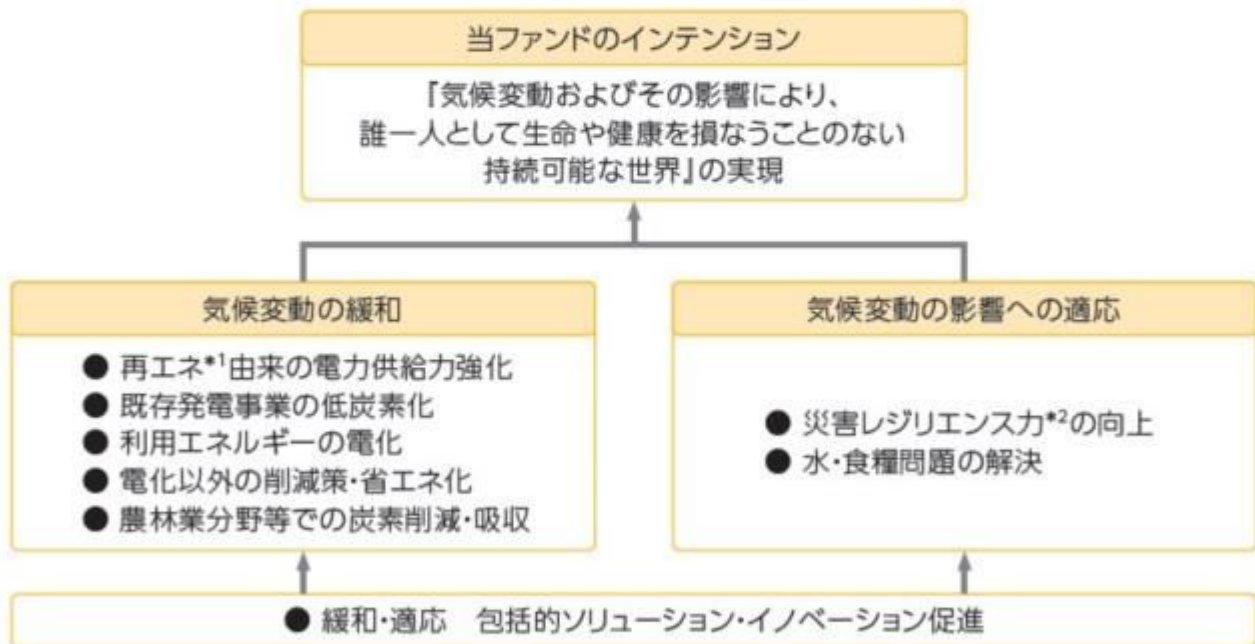 当ファンドのインテンション
『気候変動およびその影響により、
誰一人として生命や健康を損なうことのない
持続可能な世界』の実現
気候変動の緩和
● 再エネ*1由来の電力供給力強化
● 既存発電事業の低炭素化
● 利用エネルギーの電化
● 電化以外の削減策・省エネ化
● 農林業分野等での炭素削減・吸収
気候変動の影響への適応
● 災害レジリエンス力*2の向上
● 水・食糧問題の解決
● 緩和・適応　包括的ソリューション・イノベーション促進